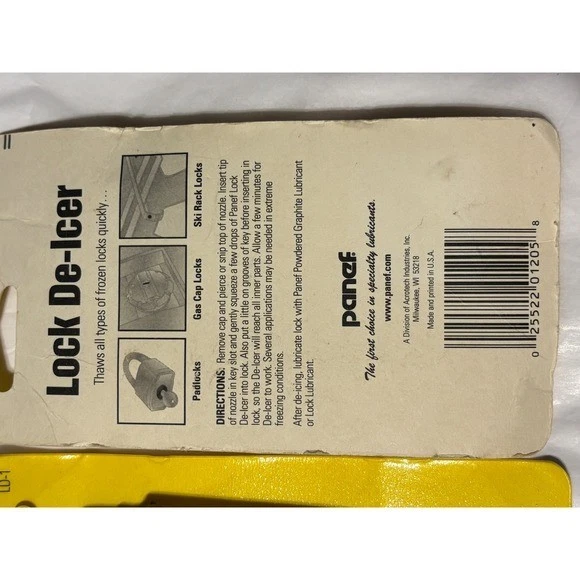 Lock De-Icer
Thaws all types of frozen locks quickly...
Padlocks
Gas Cap Locks
Ski Rack Locks
DIRECTIONS: Remove cap and pierce or snip top of nozzle. Insert tip
of nozzle in key slot and gently squeeze a few drops of Panef Lock
De-Icer into lock. Also put a little on grooves of key before inserting in
lock, so the De-Icer will reach all inner parts. Allow a few minutes for
De-Icer to work. Several applications may be needed in extreme
freezing conditions.
After de-icing, lubricate lock with Panef Powdered Graphite Lubricant
or Lock Lubricant.
panef®
The first choice in specialty lubricants.
www.panef.com
A Division of Acrotech Industries, Inc.
Milwaukee, WI 53218
Made and printed in U.S.A.
0 25522 01205 8
LD-1